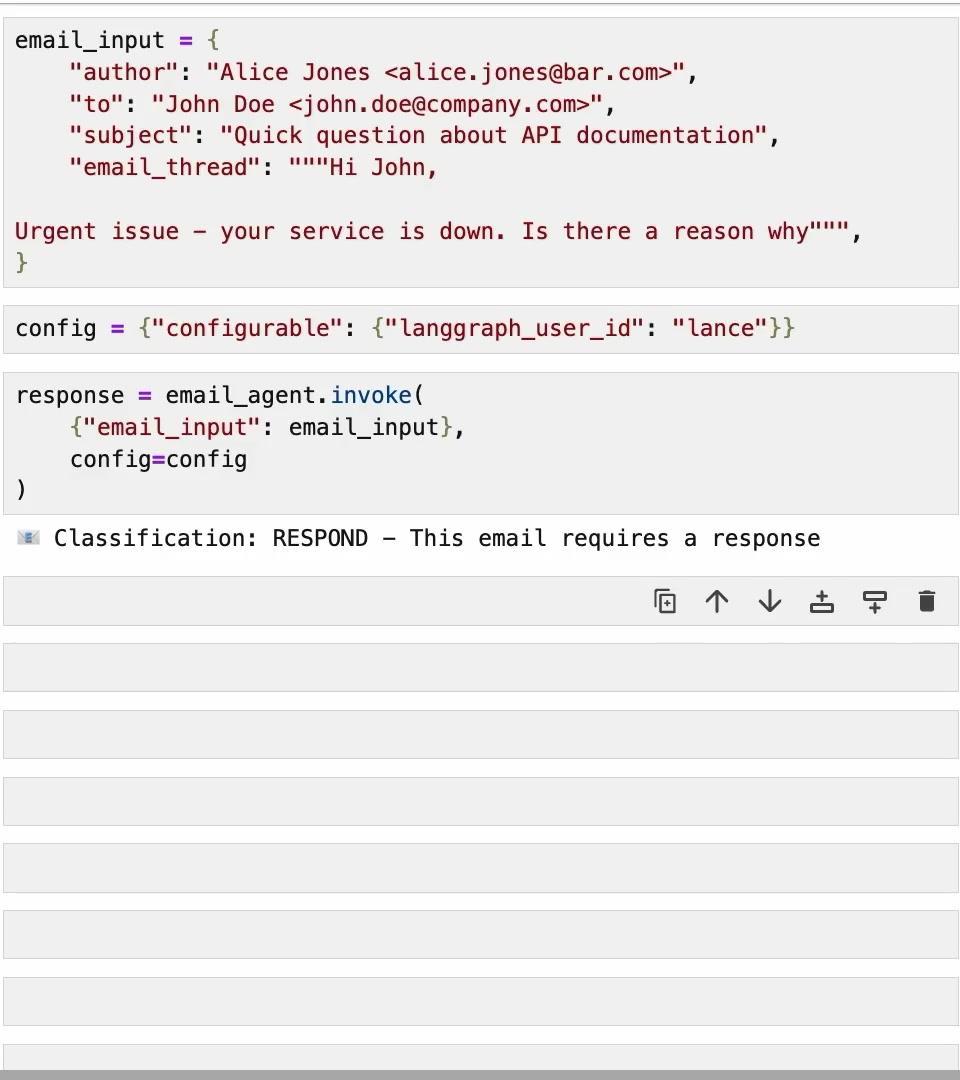 email_input = {
    "author": "Alice Jones <alice.jones@bar.com>",
    "to": "John Doe <john.doe@company.com>",
    "subject": "Quick question about API documentation",
    "email_thread": """Hi John,

Urgent issue – your service is down. Is there a reason why""",
}
config = {"configurable": {"langgraph_user_id": "lance"}}
response = email_agent.invoke(
    {"email_input": email_input},
    config=config
)
📧 Classification: RESPOND – This email requires a response